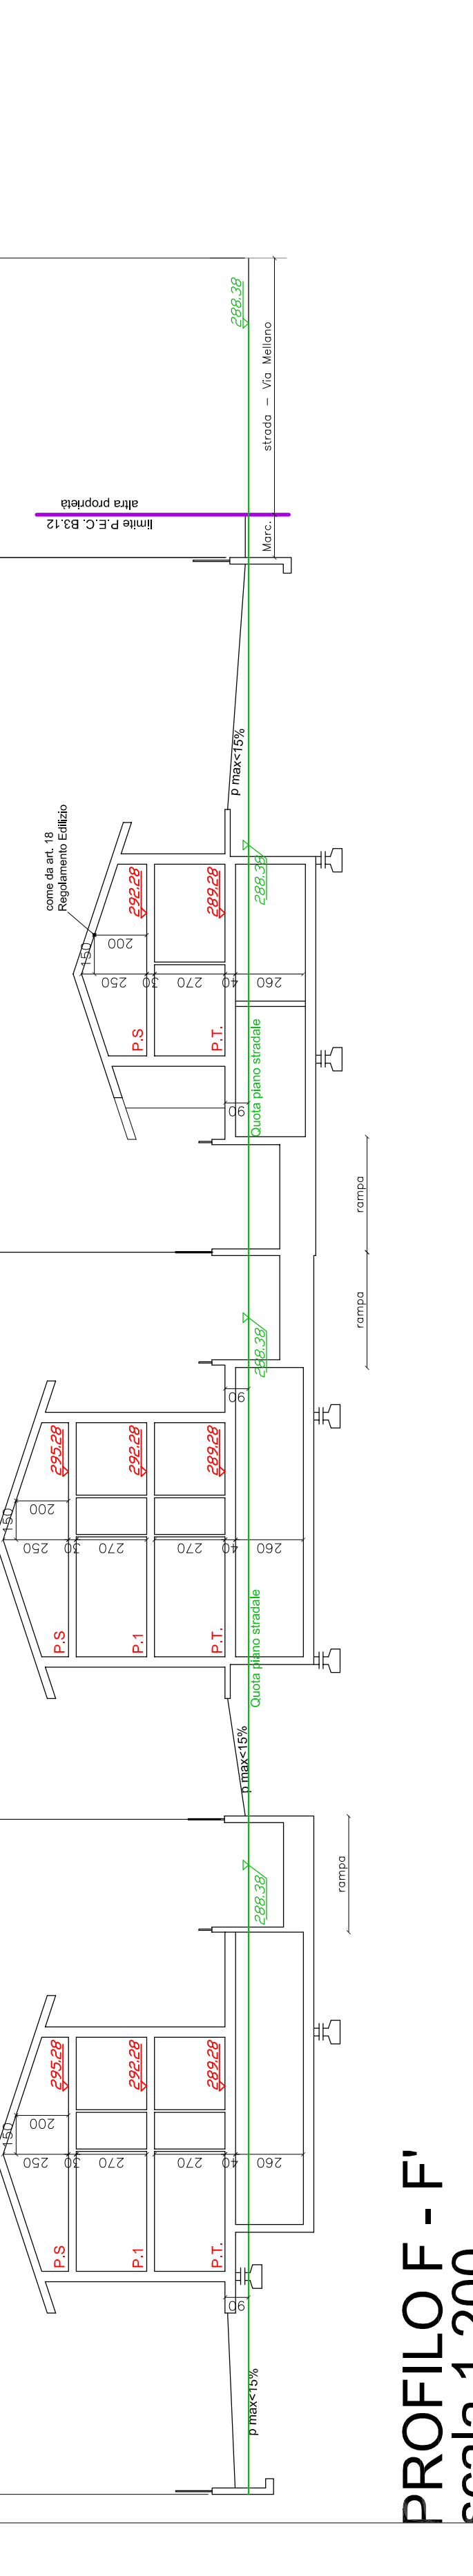 288.38
strada - Via Mellano
altra proprietà
limite P.E.C. B3.12
Marc.
p max<15%
come da art. 18
Regolamento Edilizio
292.28
289.28
288.38
150
200
250
30
270
40
260
P.S
P.T.
90
Quota piano stradale
rampa
rampa
288.38
90
295.28
292.28
289.28
150
200
250
30
270
270
40
260
P.S
P.1
P.T.
Quota piano stradale
p max<15%
rampa
288.38
295.28
292.28
289.28
150
200
250
30
270
270
40
260
P.S
P.1
P.T.
90
p max<15%
PROFILO F - F'
scala 1 200